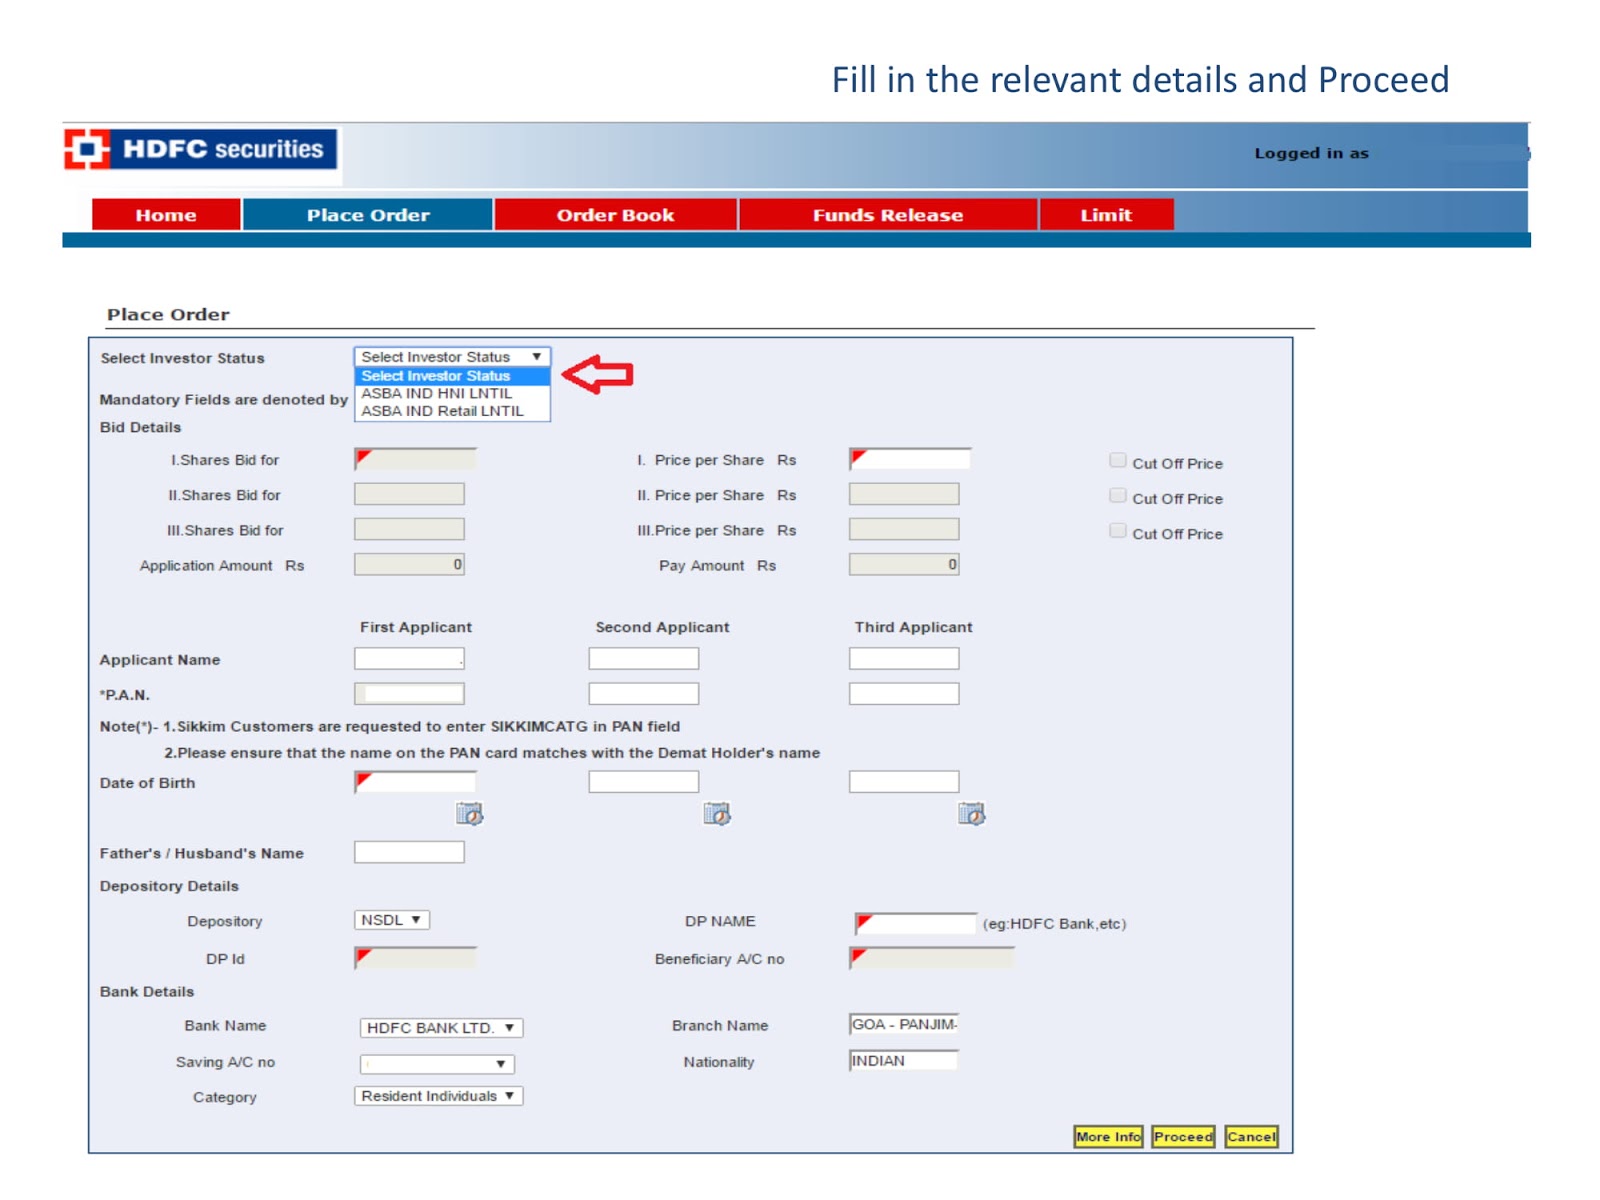 Fill in the relevant details and Proceed
HDFC securities
Logged in as
Home Place Order Order Book Funds Release Limit
Place Order
Select Investor Status Select Investor Status
Select Investor Status
Mandatory Fields are denoted by ASBA IND HNI LNTIL
ASBA IND Retail LNTIL
Bid Details
I.Shares Bid for I. Price per Share Rs Cut Off Price
II.Shares Bid for II. Price per Share Rs Cut Off Price
III.Shares Bid for III.Price per Share Rs Cut Off Price
Application Amount Rs 0 Pay Amount Rs 0
First Applicant Second Applicant Third Applicant
Applicant Name
*P.A.N.
Note(*)- 1.Sikkim Customers are requested to enter SIKKIMCATG in PAN field
2.Please ensure that the name on the PAN card matches with the Demat Holder's name
Date of Birth
Father's / Husband's Name
Depository Details
Depository NSDL DP NAME (eg:HDFC Bank,etc)
DP Id Beneficiary A/C no
Bank Details
Bank Name HDFC BANK LTD. Branch Name GOA - PANJIM-
Saving A/C no Nationality INDIAN
Category Resident Individuals
More Info Proceed Cancel